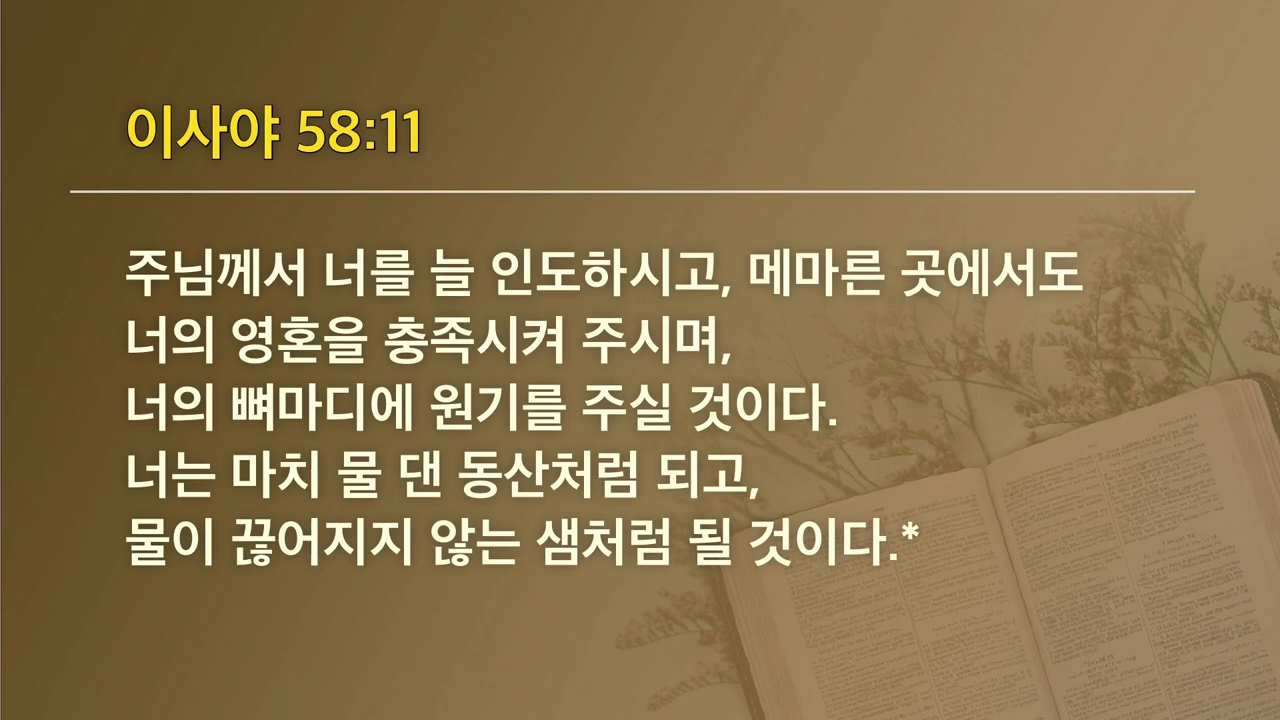 이사야 58:11
주님께서 너를 늘 인도하시고, 메마른 곳에서도
너의 영혼을 충족시켜 주시며,
너의 뼈마디에 원기를 주실 것이다.
너는 마치 물 댄 동산처럼 되고,
물이 끊어지지 않는 샘처럼 될 것이다.*